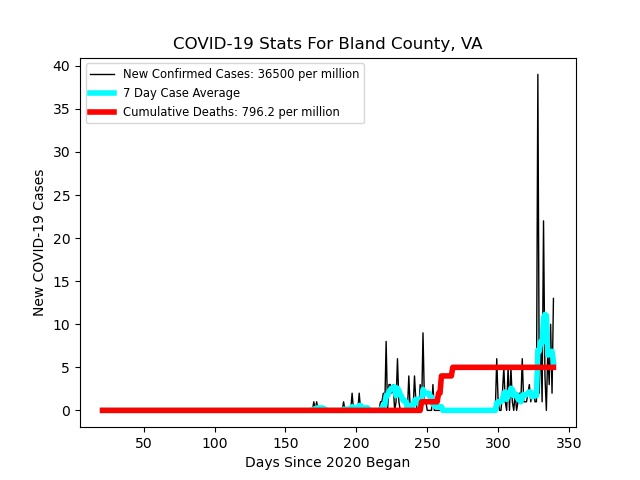 COVID-19 Stats For Bland County, VA
New Confirmed Cases: 36500 per million
7 Day Case Average
Cumulative Deaths: 796.2 per million
New COVID-19 Cases
40
35
30
25
20
15
10
5
0
50 100 150 200 250 300 350
Days Since 2020 Began